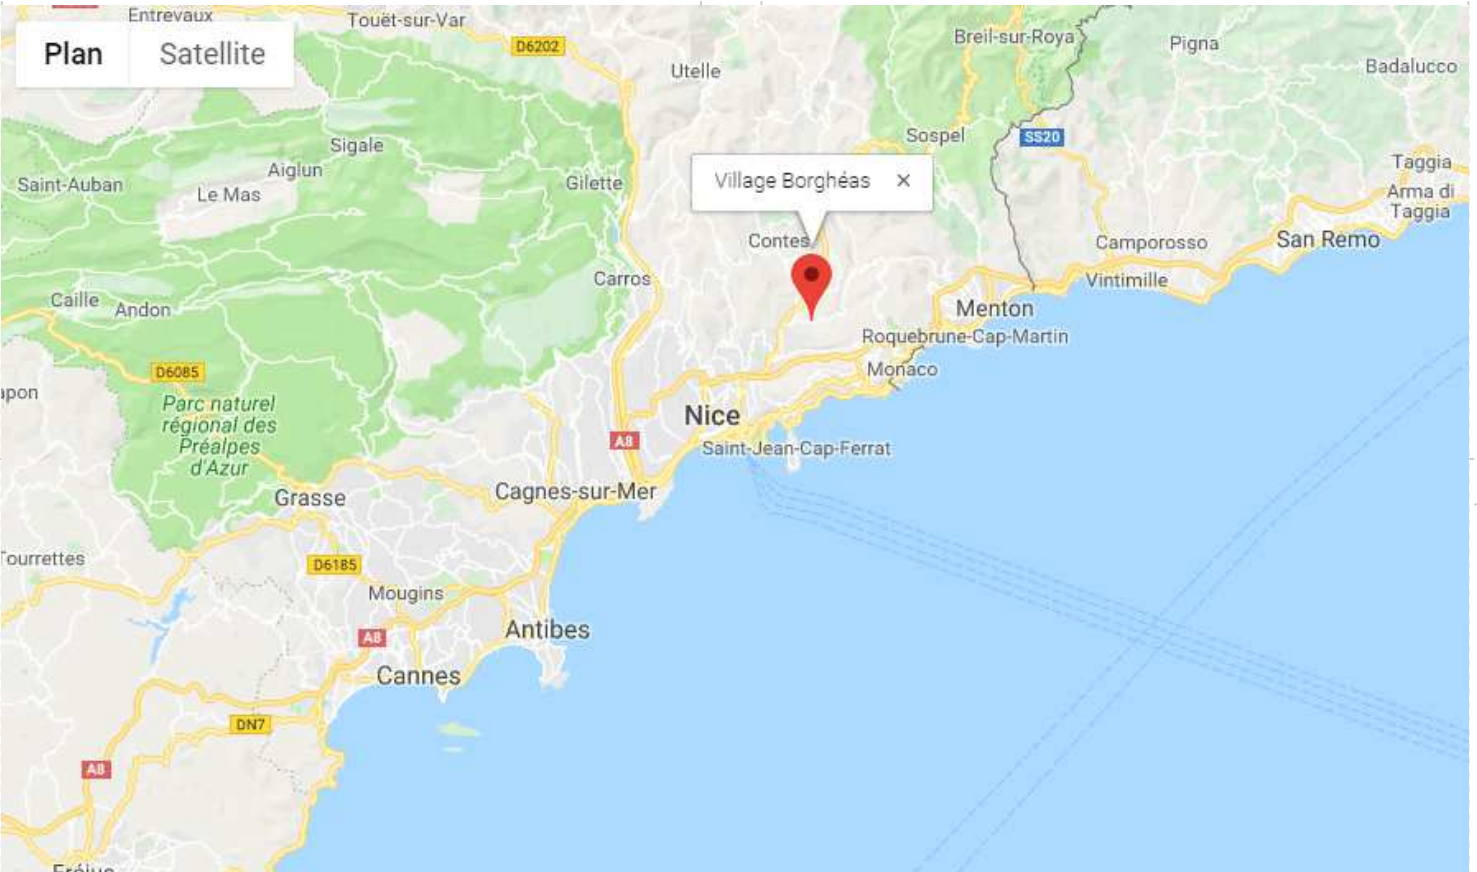 Entrevaux
Touët-sur-Var
Plan
Satellite
D6202
Utelle
Breil-sur-Roya
Pigna
Badalucco
Sigale
Sospel
SS20
Aiglun
Taggia
Saint-Auban
Le Mas
Gilette
Village Borghéas ×
Arma di
Taggia
Contes
Camporosso
San Remo
Carros
Vintimille
Caille
Andon
Menton
Roquebrune-Cap-Martin
D6085
Monaco
apon
Parc naturel
régional des
Préalpes
d'Azur
Nice
A8
Saint-Jean-Cap-Ferrat
Grasse
Cagnes-sur-Mer
Tourrettes
D6185
Mougins
A8
Antibes
Cannes
DN7
A8
Fréjus